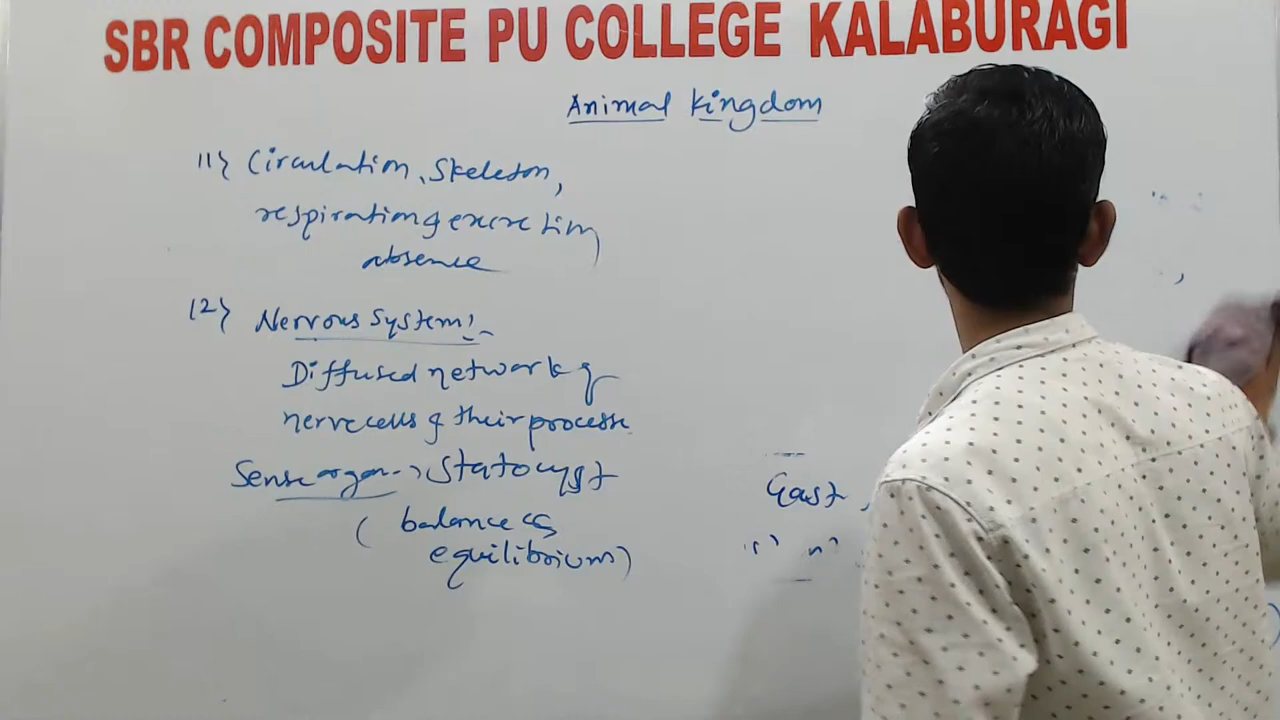 SBR COMPOSITE PU COLLEGE KALABURAGI
Animal kingdom
11} Circulation, Skeleton,
respiration & excretion
absence
12} Nervous System:-
Diffused network of
nerve cells & their processe
Sense organ → Statocyst
( balance &
equilibrium)
Gast